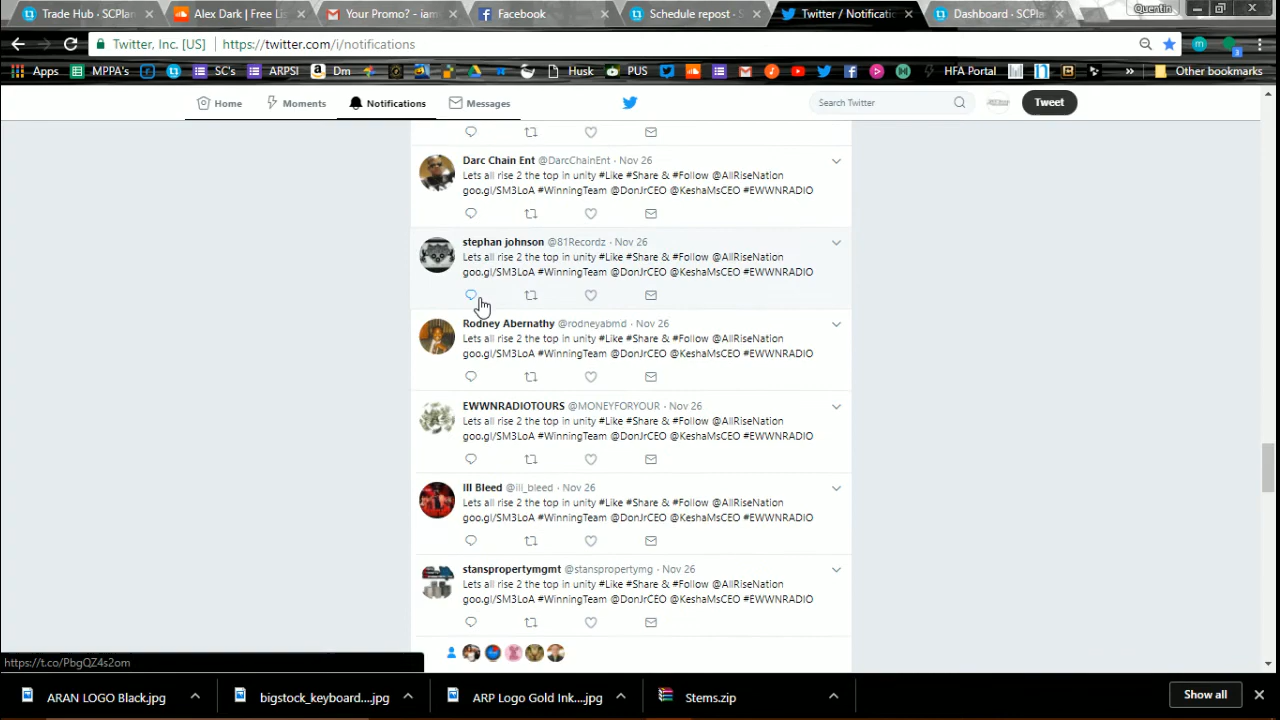 Trade Hub - SCPlan
Alex Dark | Free Lis
Your Promo? - iam
Facebook
Schedule repost - S
Twitter / Notificatio
Dashboard - SCPla
Quentin
Twitter, Inc. [US]
https://twitter.com/i/notifications
Apps
MPPA's
SC's
ARPSI
Dm
Husk
PUS
HFA Portal
Other bookmarks
Home
Moments
Notifications
Messages
Search Twitter
Tweet
Darc Chain Ent @DarcChainEnt · Nov 26
Lets all rise 2 the top in unity #Like #Share & #Follow @AllRiseNation
goo.gl/SM3LoA #WinningTeam @DonJrCEO @KeshaMsCEO #EWWNRADIO
stephan johnson @81Recordz · Nov 26
Lets all rise 2 the top in unity #Like #Share & #Follow @AllRiseNation
goo.gl/SM3LoA #WinningTeam @DonJrCEO @KeshaMsCEO #EWWNRADIO
Rodney Abernathy @rodneyabmd · Nov 26
Lets all rise 2 the top in unity #Like #Share & #Follow @AllRiseNation
goo.gl/SM3LoA #WinningTeam @DonJrCEO @KeshaMsCEO #EWWNRADIO
EWWNRADIOTOURS @MONEYFORYOUR · Nov 26
Lets all rise 2 the top in unity #Like #Share & #Follow @AllRiseNation
goo.gl/SM3LoA #WinningTeam @DonJrCEO @KeshaMsCEO #EWWNRADIO
Ill Bleed @ill_bleed · Nov 26
Lets all rise 2 the top in unity #Like #Share & #Follow @AllRiseNation
goo.gl/SM3LoA #WinningTeam @DonJrCEO @KeshaMsCEO #EWWNRADIO
stanspropertymgmt @stanspropertymg · Nov 26
Lets all rise 2 the top in unity #Like #Share & #Follow @AllRiseNation
goo.gl/SM3LoA #WinningTeam @DonJrCEO @KeshaMsCEO #EWWNRADIO
https://t.co/PbgQZ4s2om
ARAN LOGO Black.jpg
bigstock_keyboard....jpg
ARP Logo Gold Ink....jpg
Stems.zip
Show all